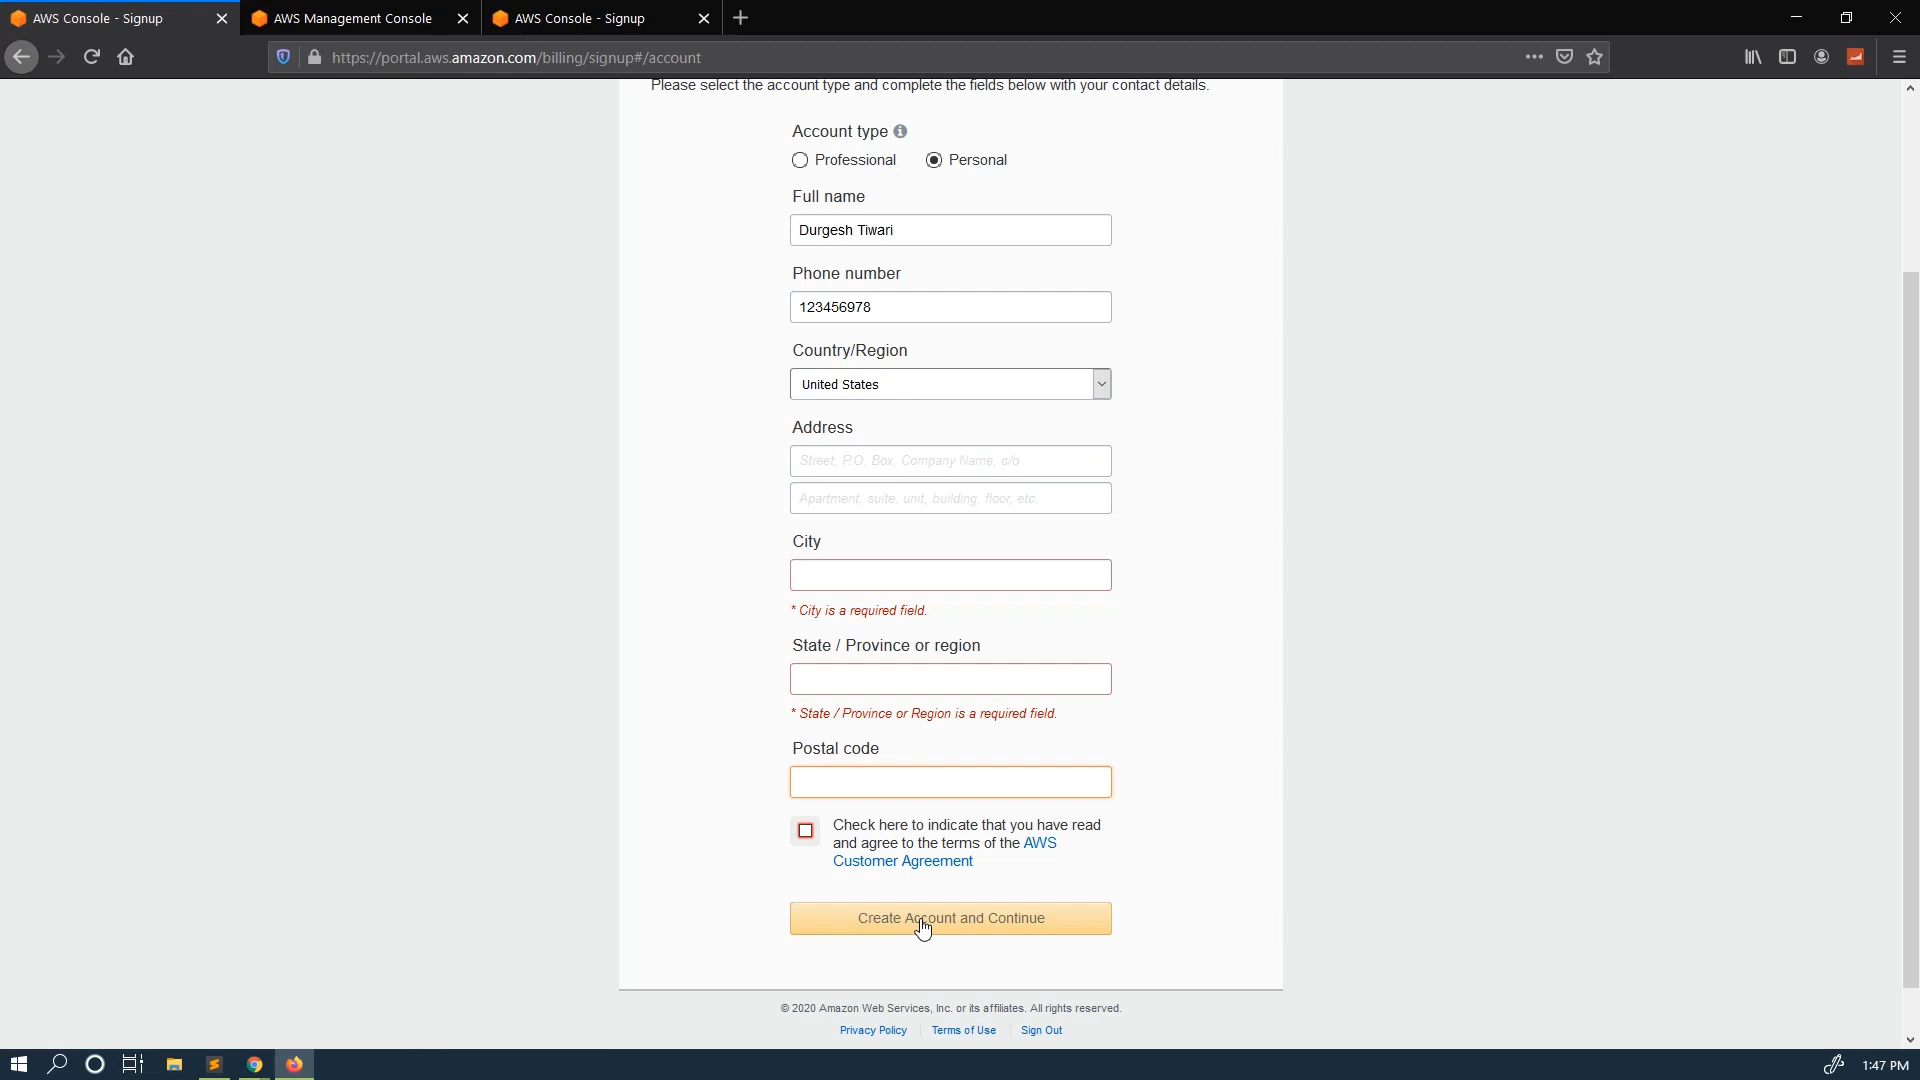 AWS Console - Signup
AWS Management Console
AWS Console - Signup
https://portal.aws.amazon.com/billing/signup#/account
Please select the account type and complete the fields below with your contact details.
Account type
Professional Personal
Full name
Durgesh Tiwari
Phone number
123456978
Country/Region
United States
Address
Street, P.O. Box, Company Name, c/o
Apartment, suite, unit, building, floor, etc
City
* City is a required field.
State / Province or region
* State / Province or Region is a required field.
Postal code
Check here to indicate that you have read
and agree to the terms of the AWS
Customer Agreement
Create Account and Continue
© 2020 Amazon Web Services, Inc. or its affiliates. All rights reserved.
Privacy Policy Terms of Use Sign Out
1:47 PM